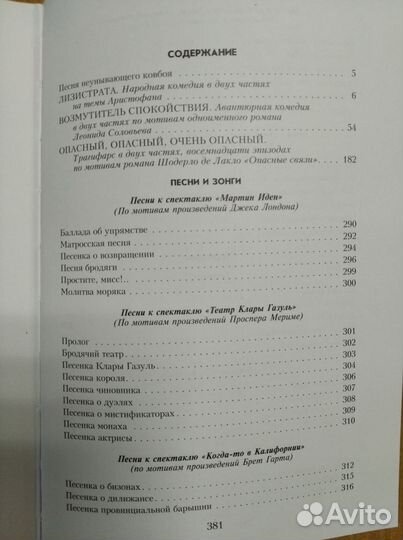 СОДЕРЖАНИЕ
Песня неунывающего ковбоя 5
ЛИЗИСТРАТА. Народная комедия в двух частях
на темы Аристофана 6
ВОЗМУТИТЕЛЬ СПОКОЙСТВИЯ. Авантюрная комедия
в двух частях по мотивам одноименного романа
Леонида Соловьева 54
ОПАСНЫЙ, ОПАСНЫЙ, ОЧЕНЬ ОПАСНЫЙ.
Трагифарс в двух частях, восемнадцати эпизодах
по мотивам романа Шодерло де Лакло «Опасные связи» 182
ПЕСНИ И ЗОНГИ
Песни к спектаклю «Мартин Иден»
(По мотивам произведений Джека Лондона)
Баллада об упрямстве 290
Матросская песня 292
Песенка о возвращении 294
Песня бродяги 296
Простите, мисс!.. 299
Молитва моряка 300
Песни к спектаклю «Театр Клары Газуль»
(По мотивам произведений Проспера Мериме)
Пролог 301
Бродячий театр 302
Песенка Клары Газуль 303
Песенка короля 304
Песенка чиновника 306
Песенка о дуэлях 308
Песенка о мистификаторах 309
Песенка монаха 310
Песенка актрисы
Песни к спектаклю «Когда-то в Калифорнии»
(по мотивам произведений Брет Гарта)
Песенка о бизонах 312
Песенка о дилижансе 315
Песенка провинциальной барышни 316
381
Avito